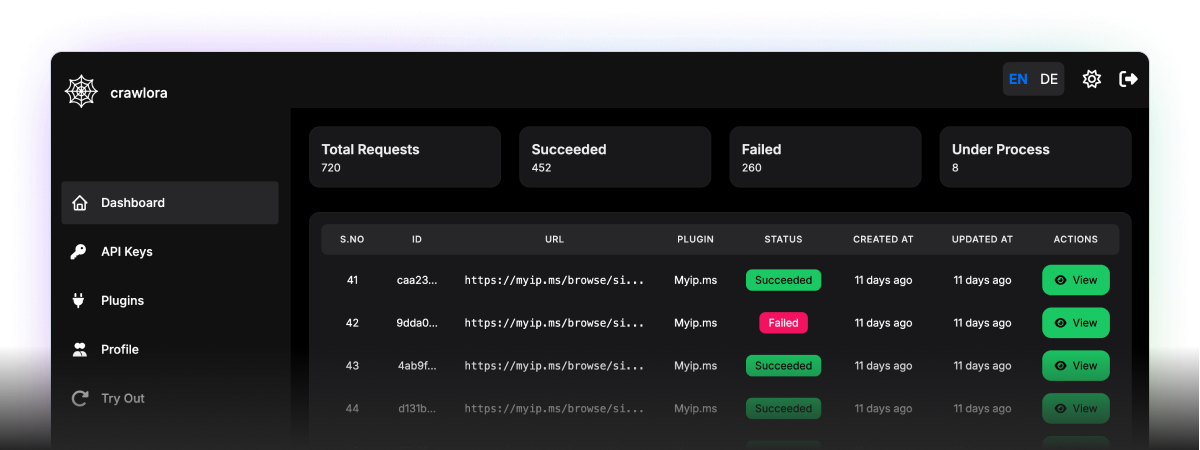 crawlora
EN DE
Dashboard
API Keys
Plugins
Profile
Try Out
Total Requests
720
Succeeded
452
Failed
260
Under Process
8
S.NO ID URL PLUGIN STATUS CREATED AT UPDATED AT ACTIONS
41 caa23... https://myip.ms/browse/si... Myip.ms Succeeded 11 days ago 11 days ago View
42 9dda0... https://myip.ms/browse/si... Myip.ms Failed 11 days ago 11 days ago View
43 4ab9f... https://myip.ms/browse/si... Myip.ms Succeeded 11 days ago 11 days ago View
44 d131b... https://myip.ms/browse/si... Myip.ms Succeeded 11 days ago 11 days ago View